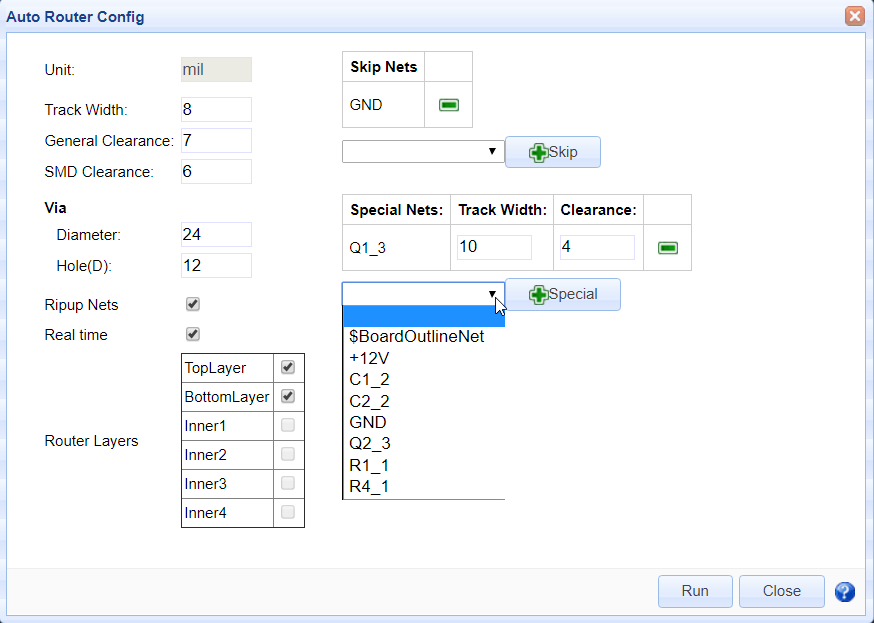 Auto Router Config
Unit: mil
Track Width: 8
General Clearance: 7
SMD Clearance: 6
Via
Diameter: 24
Hole(D): 12
Ripup Nets
Real time
Router Layers
TopLayer
BottomLayer
Inner1
Inner2
Inner3
Inner4
Skip Nets
GND
Skip
Special Nets: Track Width: Clearance:
Q1_3 10 4
Special
$BoardOutlineNet
+12V
C1_2
C2_2
GND
Q2_3
R1_1
R4_1
Run Close ?